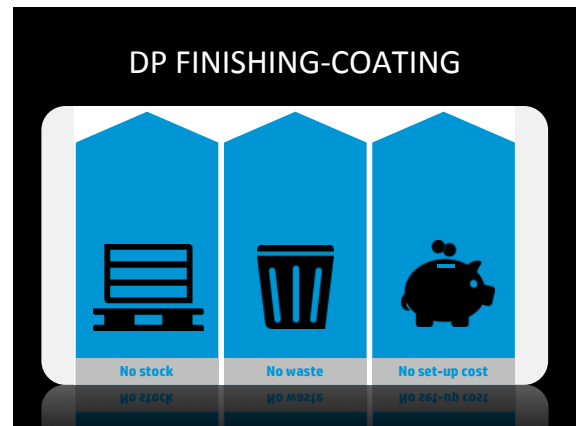 DP FINISHING-COATING
No stock
No waste
No set-up cost